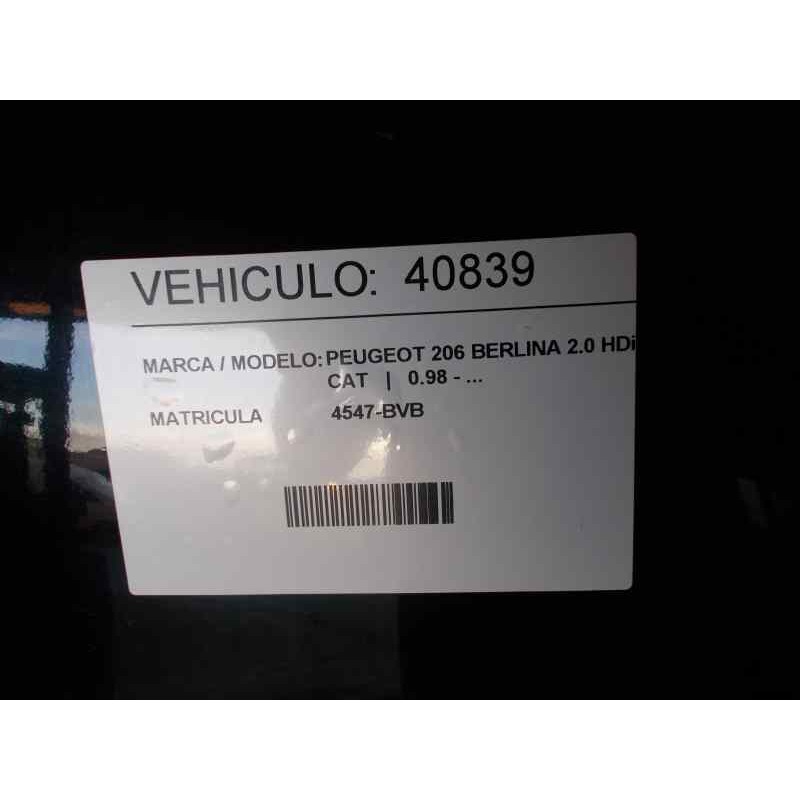 VEHICULO: 40839
MARCA / MODELO: PEUGEOT 206 BERLINA 2.0 HDi
CAT | 0.98 - ...
MATRICULA 4547-BVB